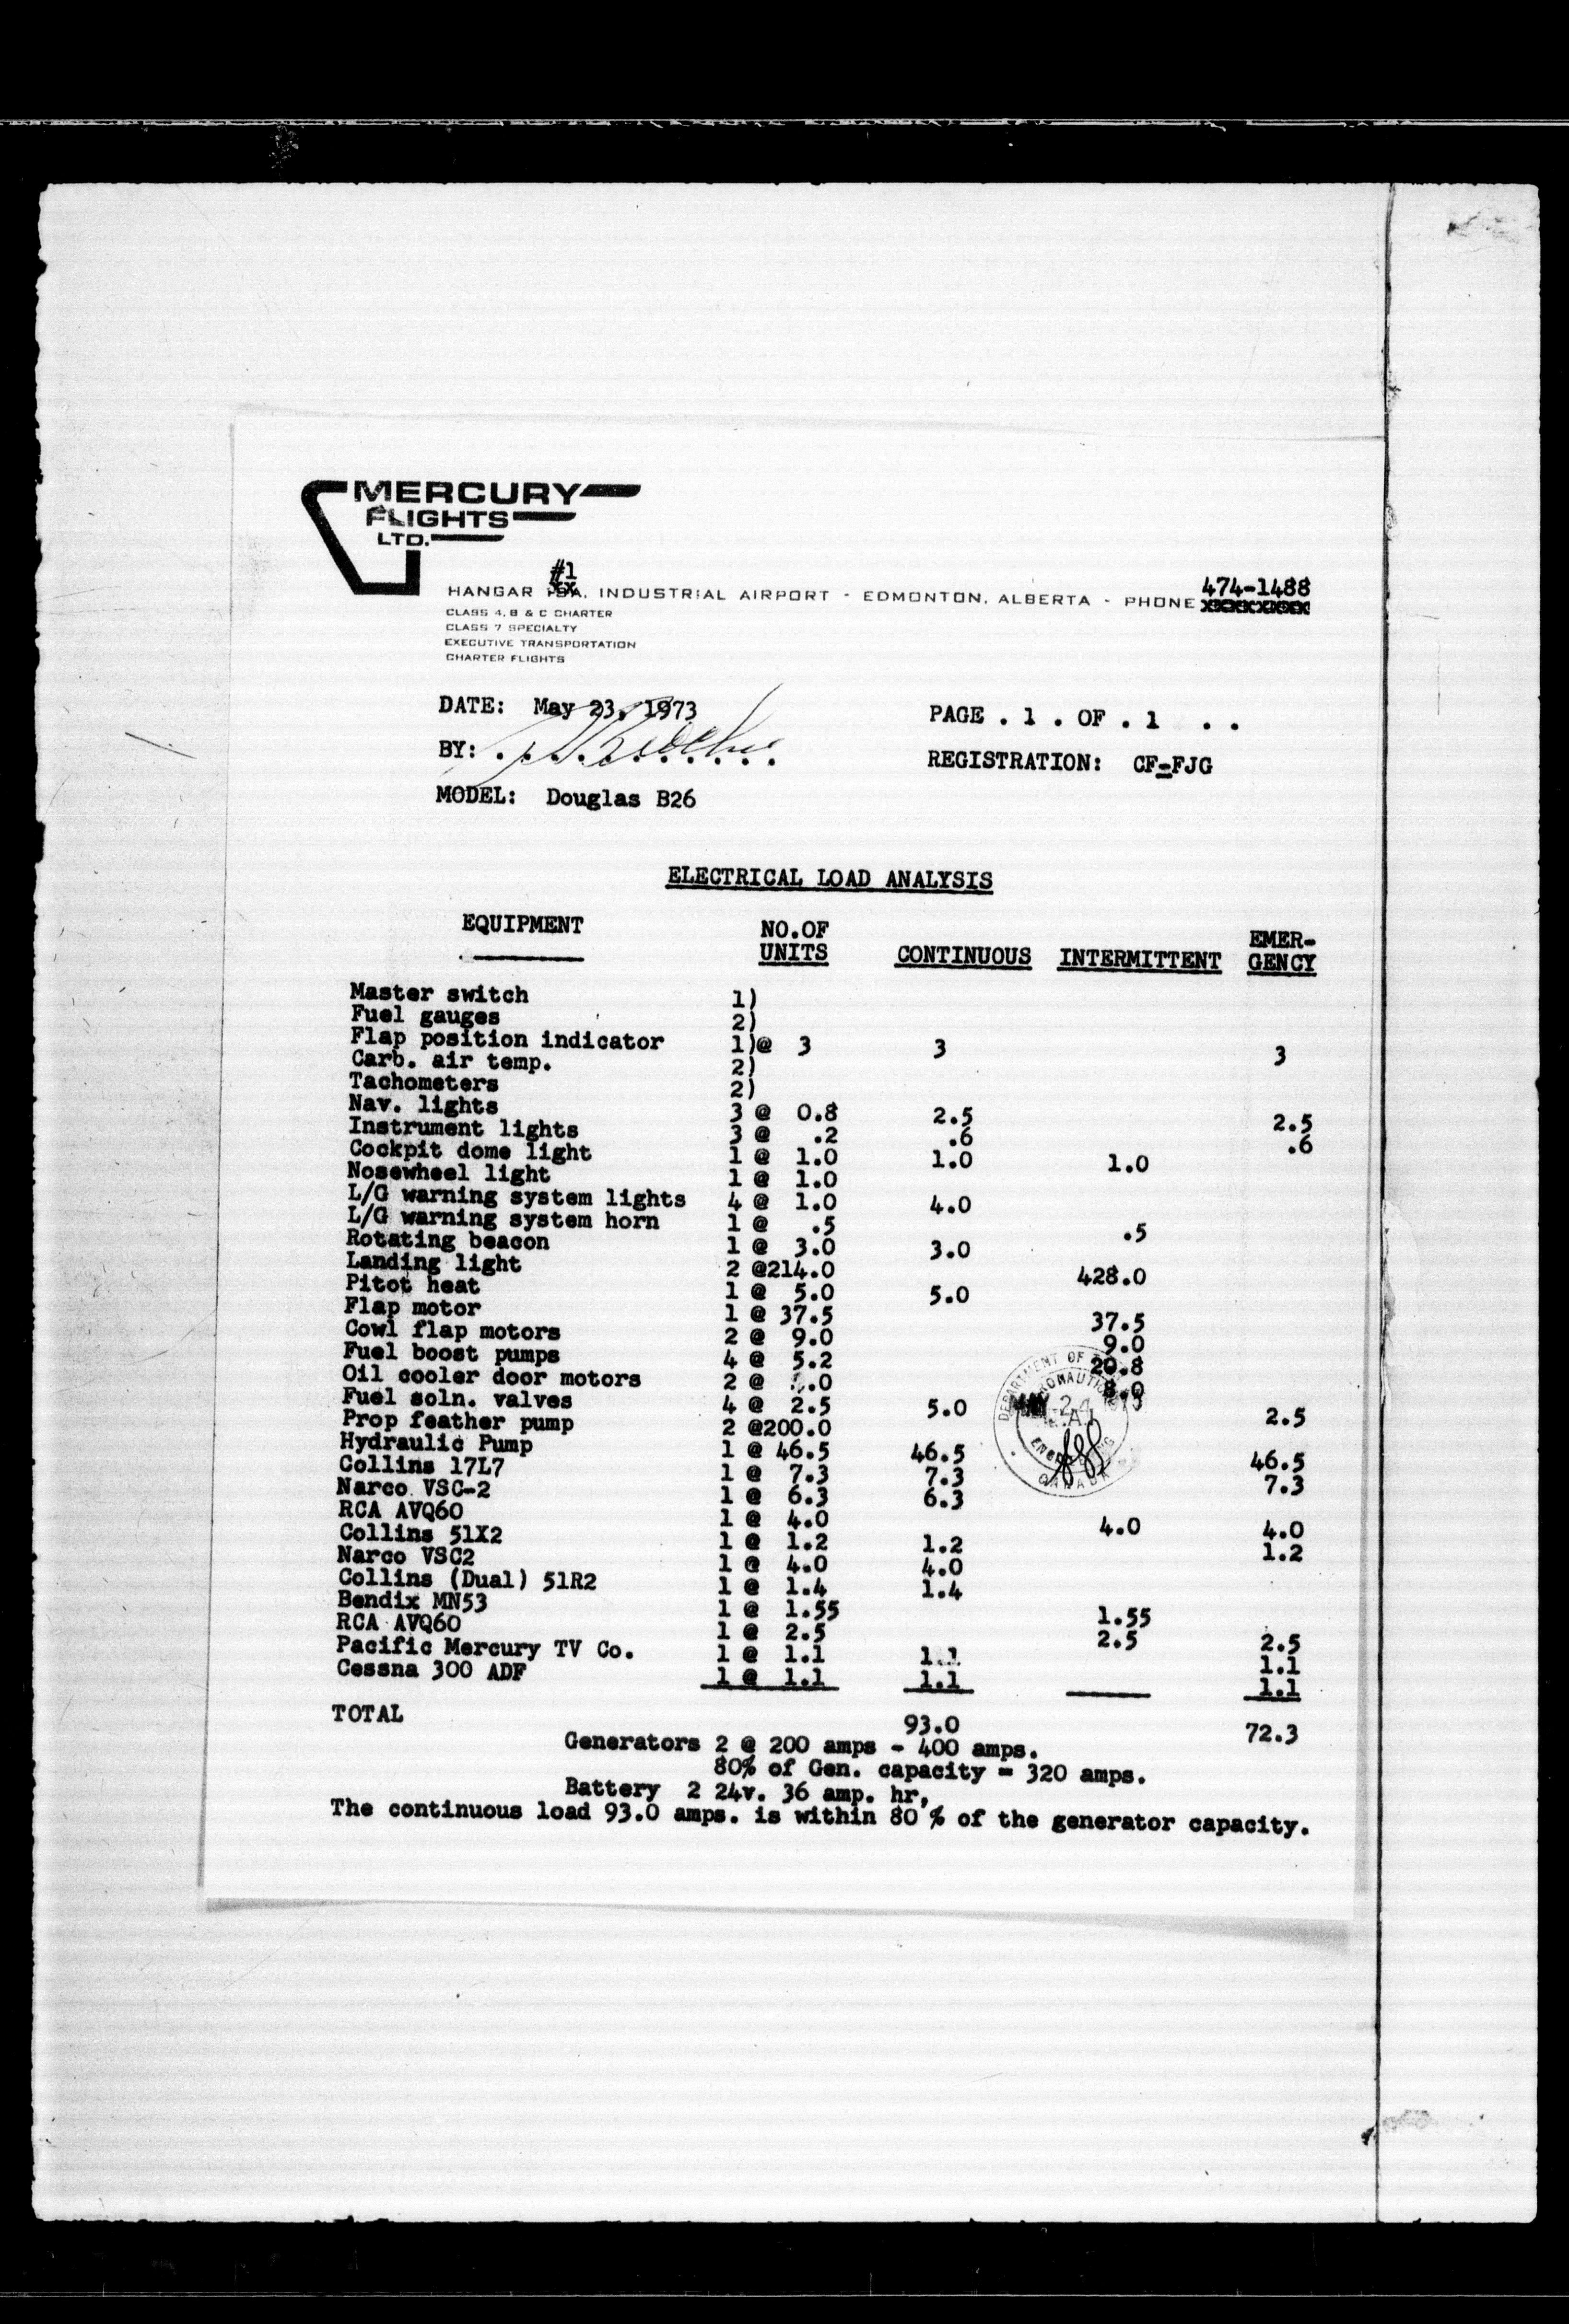 MERCURY
FLIGHTS
LTD.
#1
HANGAR INDUSTRIAL AIRPORT - EDMONTON, ALBERTA - PHONE 474-1488
CLASS 4, B & C CHARTER
CLASS 7 SPECIALTY
EXECUTIVE TRANSPORTATION
CHARTER FLIGHTS
DATE: May 23, 1973 PAGE . 1 . OF . 1 . .
BY: REGISTRATION: CF-FJG
MODEL: Douglas B26
ELECTRICAL LOAD ANALYSIS
EQUIPMENT NO.OF UNITS CONTINUOUS INTERMITTENT EMER-GENCY
Master switch 1)
Fuel gauges 2)
Flap position indicator 1)@ 3 3 3
Carb. air temp. 2)
Tachometers 2)
Nav. lights 3 @ 0.8 2.5 2.5
Instrument lights 3 @ .2 .6 .6
Cockpit dome light 1 @ 1.0 1.0 1.0
Nosewheel light 1 @ 1.0
L/G warning system lights 4 @ 1.0 4.0
L/G warning system horn 1 @ .5 .5
Rotating beacon 1 @ 3.0 3.0
Landing light 2 @214.0 428.0
Pitot heat 1 @ 5.0 5.0
Flap motor 1 @ 37.5 37.5
Cowl flap motors 2 @ 9.0 9.0
Fuel boost pumps 4 @ 5.2 20.8
Oil cooler door motors 2 @ 8.0
Fuel soln. valves 4 @ 2.5 5.0 2.5
Prop feather pump 2 @200.0
Hydraulic Pump 1 @ 46.5 46.5 46.5
Collins 17L7 1 @ 7.3 7.3 7.3
Narco VSC-2 1 @ 6.3 6.3
RCA AVQ60 1 @ 4.0 4.0 4.0
Collins 51X2 1 @ 1.2 1.2 1.2
Narco VSC2 1 @ 4.0 4.0
Collins (Dual) 51R2 1 @ 1.4 1.4
Bendix MN53 1 @ 1.55 1.55
RCA AVQ60 1 @ 2.5 2.5 2.5
Pacific Mercury TV Co. 1 @ 1.1 1.1 1.1
Cessna 300 ADF 1 @ 1.1 1.1 1.1
TOTAL 93.0 72.3
Generators 2 @ 200 amps - 400 amps.
80% of Gen. capacity = 320 amps.
Battery 2 24v. 36 amp. hr,
The continuous load 93.0 amps. is within 80 % of the generator capacity.
DEPARTMENT OF
CANADA